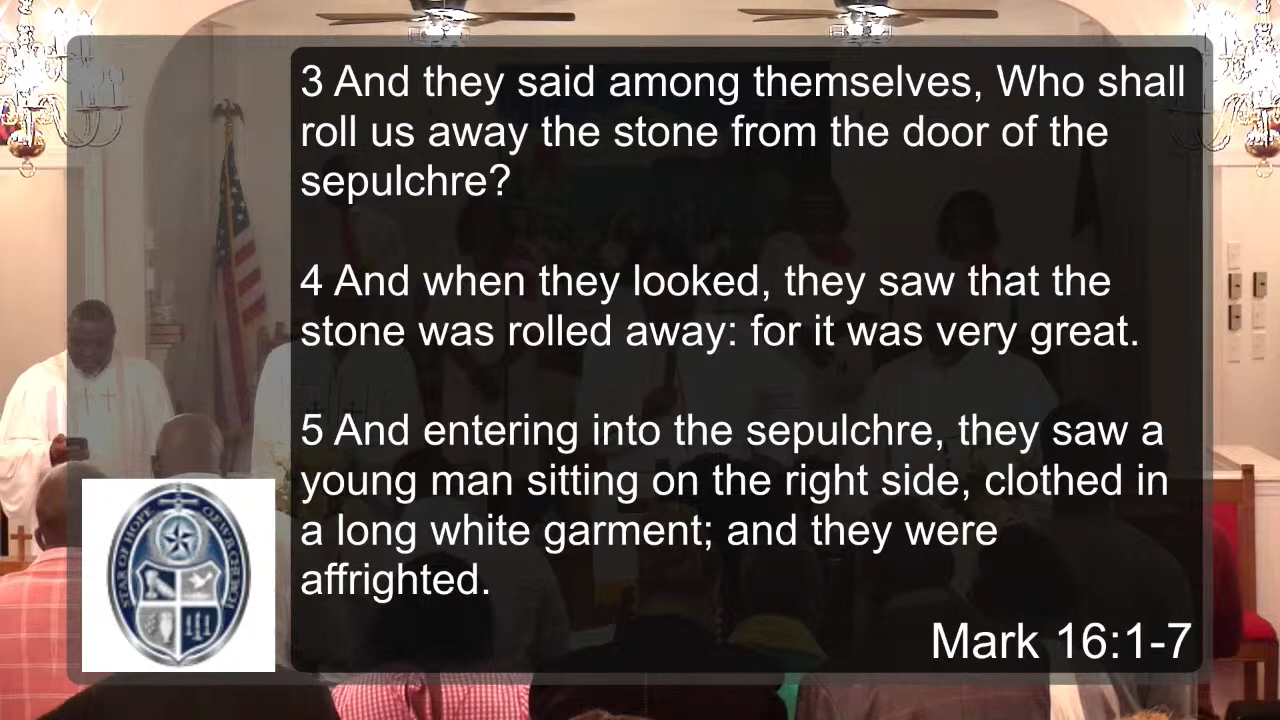 3 And they said among themselves, Who shall
roll us away the stone from the door of the
sepulchre?
4 And when they looked, they saw that the
stone was rolled away: for it was very great.
5 And entering into the sepulchre, they saw a
young man sitting on the right side, clothed in
a long white garment; and they were
affrighted.
Mark 16:1-7
STAR OF HOPE